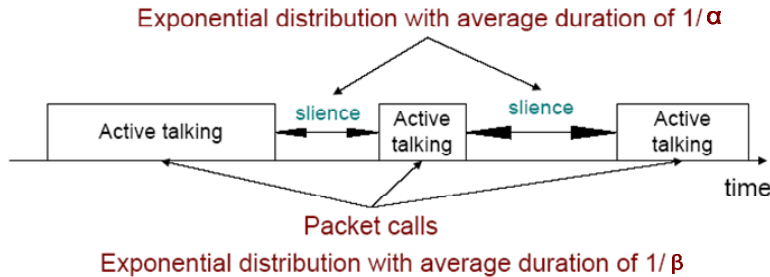 Exponential distribution with average duration of 1/ α
slience
slience
Active talking
Active
talking
Active
talking
time
Packet calls
Exponential distribution with average duration of 1/ β